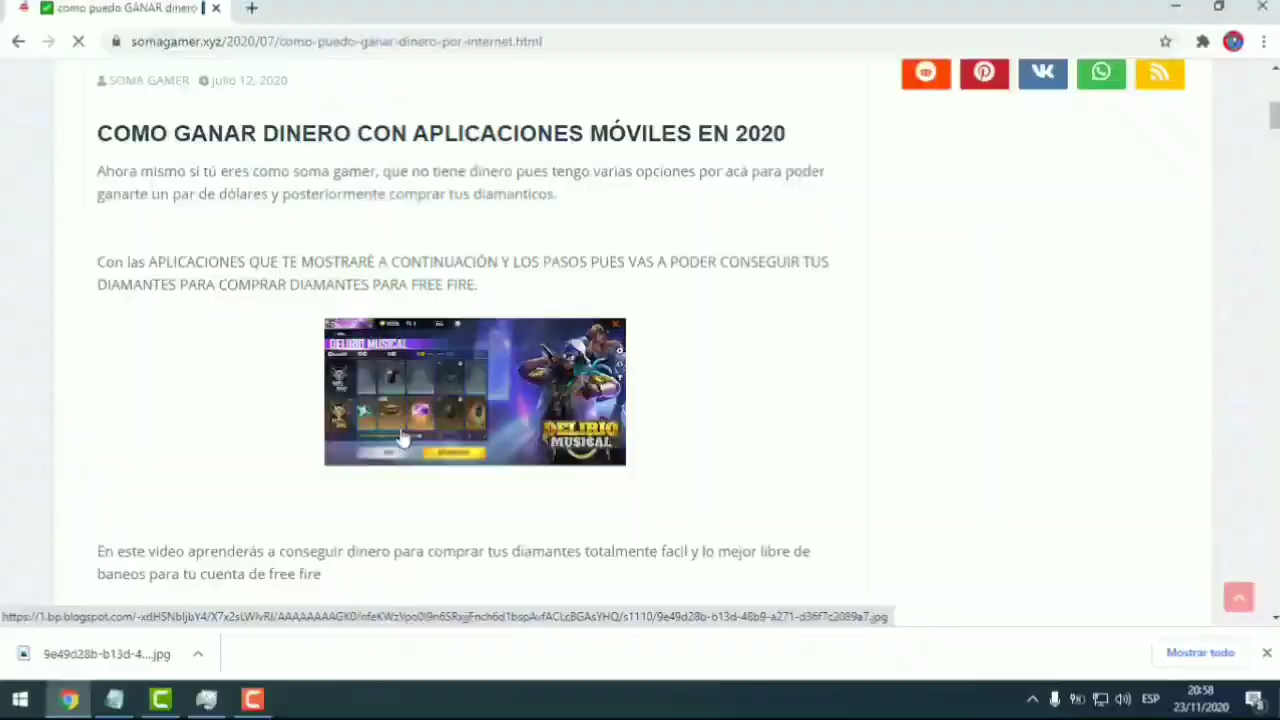 como puedo GANAR dinero
somagamer.xyz/2020/07/como-puedo-ganar-dinero-por-internet.html
SOMA GAMER julio 12, 2020
COMO GANAR DINERO CON APLICACIONES MÓVILES EN 2020
Ahora mismo si tú eres como soma gamer, que no tiene dinero pues tengo varias opciones por acá para poder
ganarte un par de dólares y posteriormente comprar tus diamanticos.
Con las APLICACIONES QUE TE MOSTRARÉ A CONTINUACIÓN Y LOS PASOS PUES VAS A PODER CONSEGUIR TUS
DIAMANTES PARA COMPRAR DIAMANTES PARA FREE FIRE.
DELIRIO MUSICAL
DELIRIO
MUSICAL
En este video aprenderás a conseguir dinero para comprar tus diamantes totalmente facil y lo mejor libre de
baneos para tu cuenta de free fire
9e49d28b-b13d-4....jpg
Mostrar todo
ESP
20:58
23/11/2020